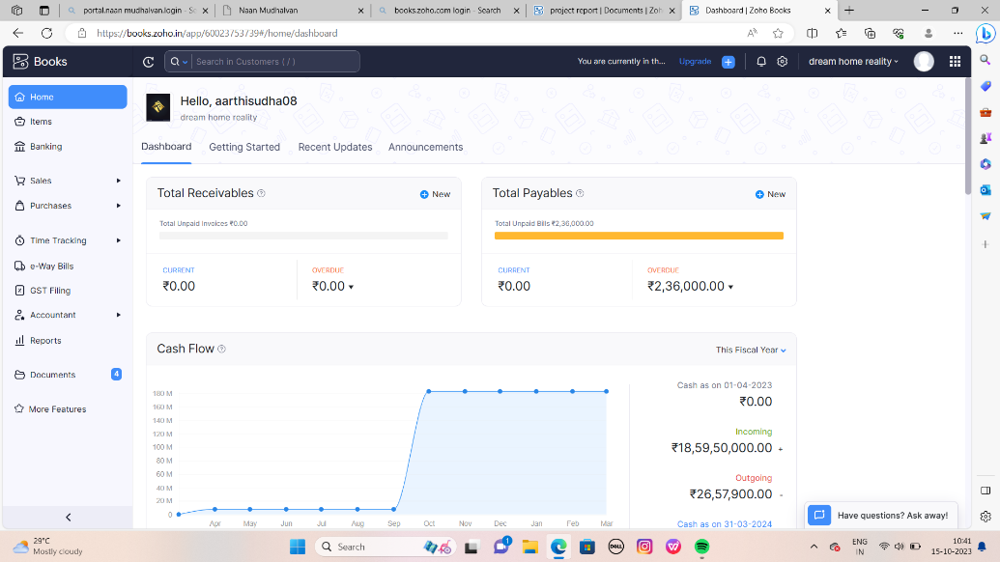 portal.naan mudhalvan.login - Se
Naan Mudhalvan
books.zoho.com login - Search
project report | Documents | Zoh
Dashboard | Zoho Books
https://books.zoho.in/app/60023753739#/home/dashboard
Books
Search in Customers ( / )
You are currently in th...
Upgrade
dream home reality
Home
Items
Banking
Sales
Purchases
Time Tracking
e-Way Bills
GST Filing
Accountant
Reports
Documents 4
More Features
Hello, aarthisudha08
dream home reality
Dashboard Getting Started Recent Updates Announcements
Total Receivables
New
Total Unpaid Invoices ₹0.00
CURRENT
₹0.00
OVERDUE
₹0.00
Total Payables
New
Total Unpaid Bills ₹2,36,000.00
CURRENT
₹0.00
OVERDUE
₹2,36,000.00
Cash Flow
This Fiscal Year
180 M
160 M
140 M
120 M
100 M
80 M
60 M
40 M
20 M
0
Apr May Jun Jul Aug Sep Oct Nov Dec Jan Feb Mar
Cash as on 01-04-2023
₹0.00
Incoming
₹18,59,50,000.00 +
Outgoing
₹26,57,900.00 -
Cash as on 31-03-2024
Have questions? Ask away!
29°C
Mostly cloudy
Search
1
DELL
ENG
IN
10:41
15-10-2023